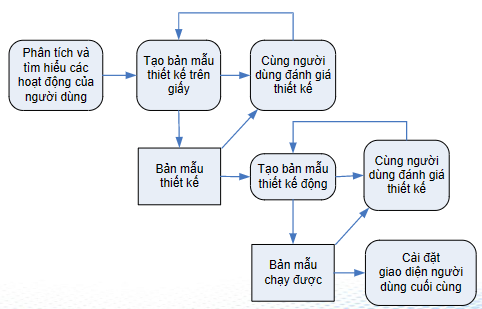 Phân tích và
tìm hiểu các
hoạt động của
người dùng
Tạo bản mẫu
thiết kế trên
giấy
Cùng người
dùng đánh giá
thiết kế
Bản mẫu
thiết kế
Tạo bản mẫu
thiết kế động
Cùng người
dùng đánh giá
thiết kế
Bản mẫu
chạy được
Cải đặt
giao diện người
dùng cuối cùng